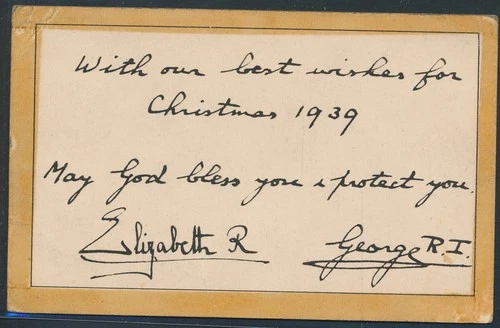 With our best wishes for
Christmas 1939
May God bless you & protect you.
Elizabeth R George R.I.